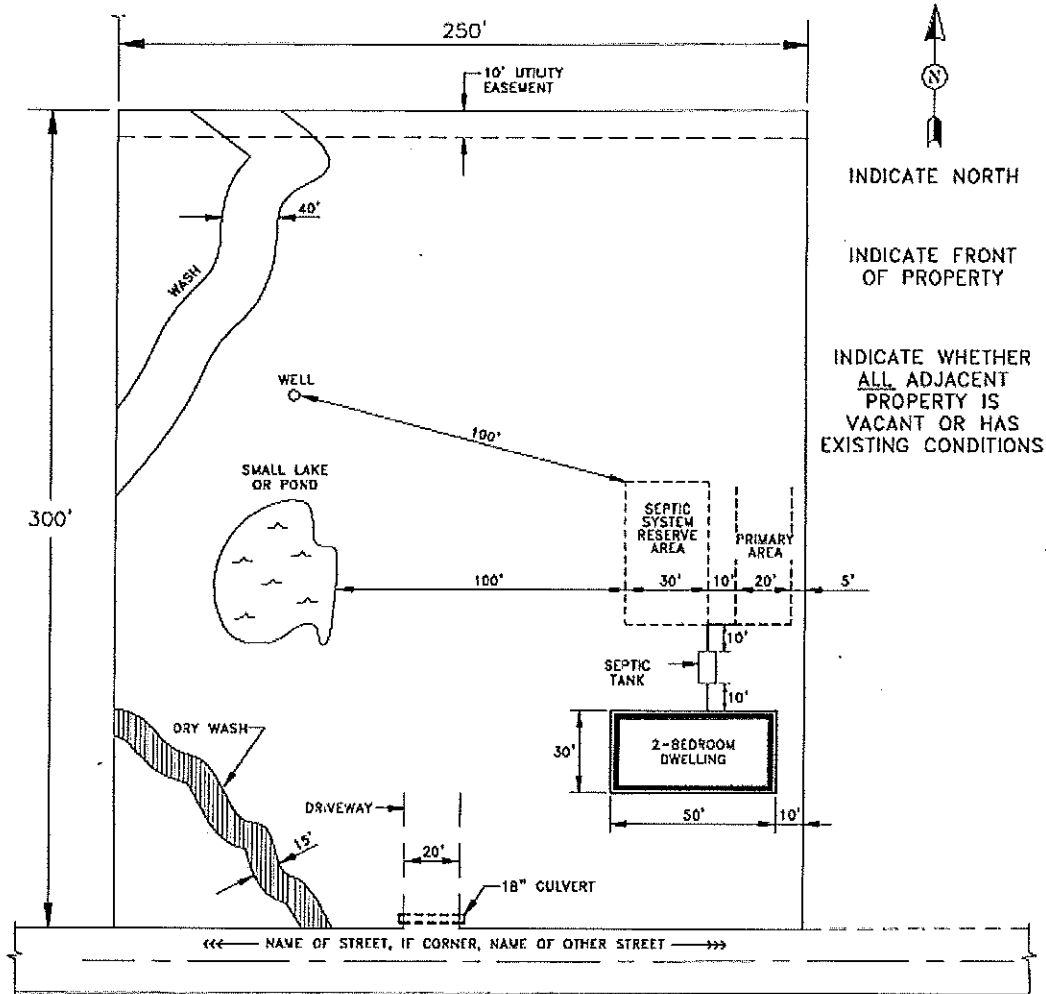 250'
10' UTILITY
EASEMENT
N
INDICATE NORTH
INDICATE FRONT
OF PROPERTY
INDICATE WHETHER
ALL ADJACENT
PROPERTY IS
VACANT OR HAS
EXISTING CONDITIONS
40'
WASH
WELL
100'
SMALL LAKE
OR POND
300'
SEPTIC
SYSTEM
RESERVE
AREA
PRIMARY
AREA
100'
30'
10'
20'
5'
10'
SEPTIC
TANK
10'
DRY WASH
30'
2-BEDROOM
DWELLING
DRIVEWAY
50'
10'
15'
20'
18" CULVERT
NAME OF STREET, IF CORNER, NAME OF OTHER STREET